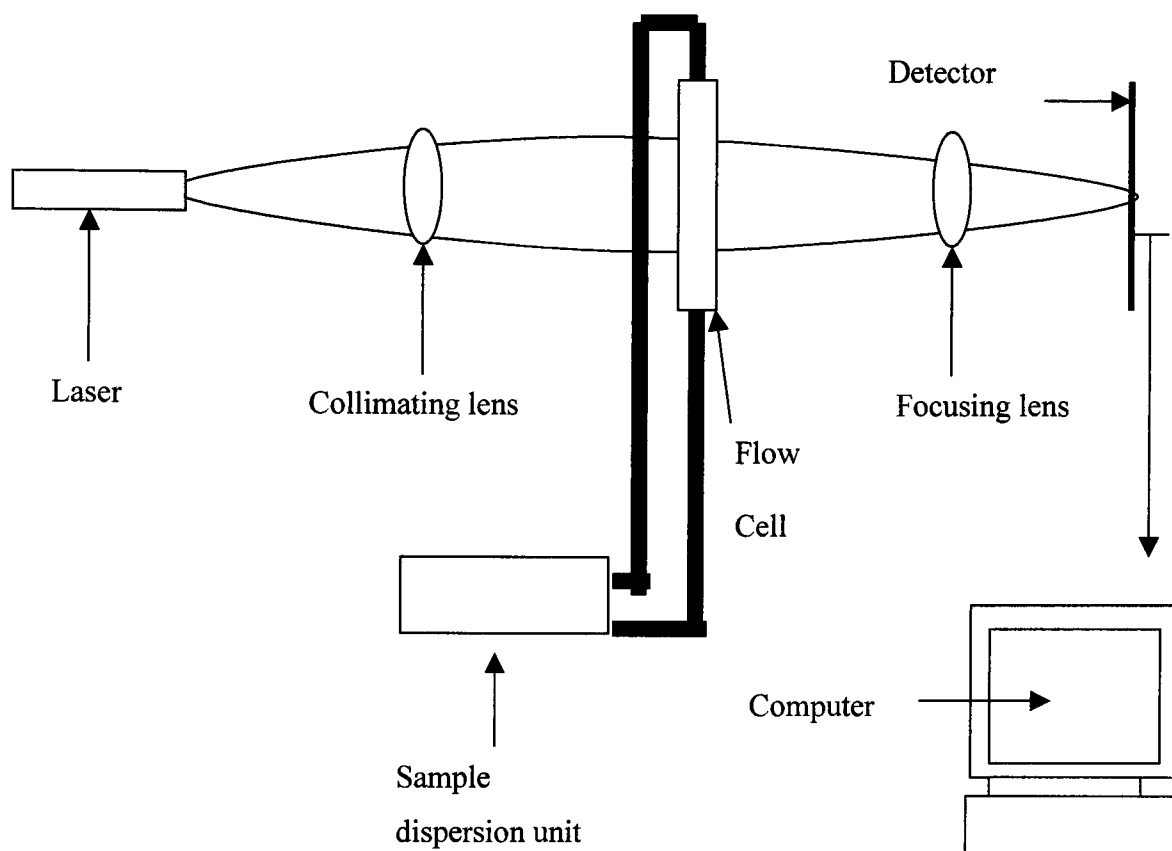 Detector
Laser
Collimating lens
Focusing lens
Flow
Cell
Computer
Sample
dispersion unit